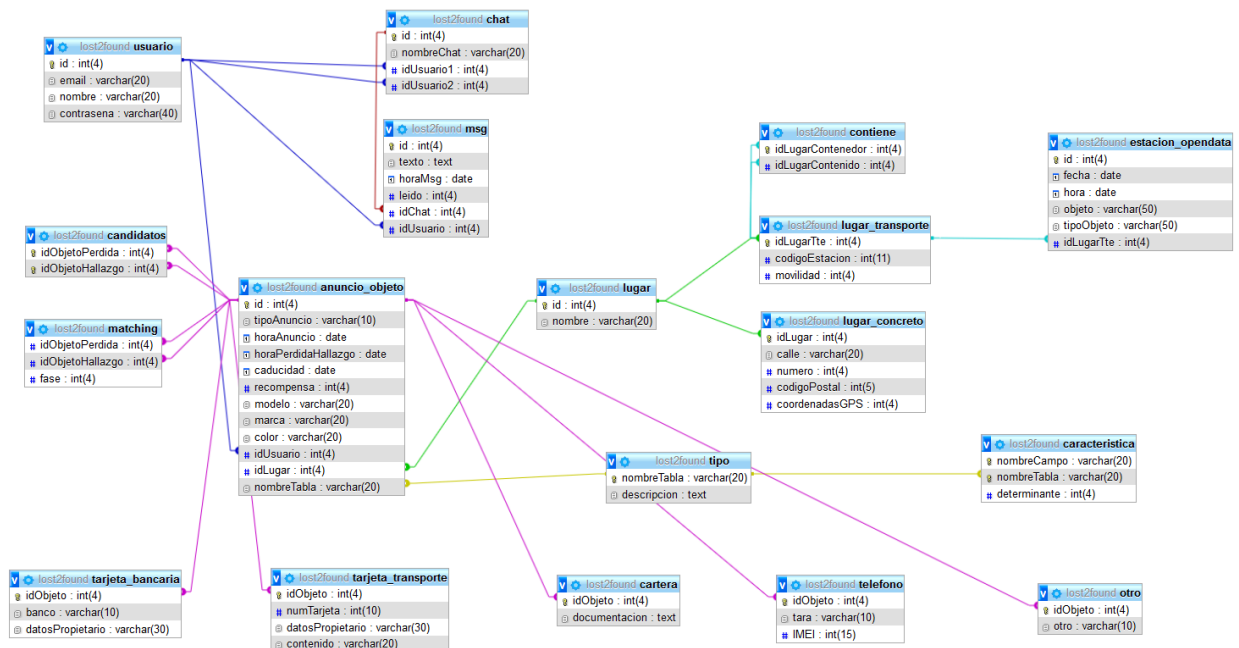 lost2found usuario
id : int(4)
email : varchar(20)
nombre : varchar(20)
contrasena : varchar(40)
lost2found chat
id : int(4)
nombreChat : varchar(20)
idUsuario1 : int(4)
idUsuario2 : int(4)
lost2found msg
id : int(4)
texto : text
horaMsg : date
leido : int(4)
idChat : int(4)
idUsuario : int(4)
lost2found contiene
idLugarContenedor : int(4)
idLugarContenido : int(4)
lost2found estacion_opendata
id : int(4)
fecha : date
hora : date
objeto : varchar(50)
tipoObjeto : varchar(50)
idLugarTte : int(4)
lost2found lugar_transporte
idLugarTte : int(4)
codigoEstacion : int(11)
movilidad : int(4)
lost2found candidatos
idObjetoPerdida : int(4)
idObjetoHallazgo : int(4)
lost2found matching
idObjetoPerdida : int(4)
idObjetoHallazgo : int(4)
fase : int(4)
lost2found anuncio_objeto
id : int(4)
tipoAnuncio : varchar(10)
horaAnuncio : date
horaPerdidaHallazgo : date
caducidad : date
recompensa : int(4)
modelo : varchar(20)
marca : varchar(20)
color : varchar(20)
idUsuario : int(4)
idLugar : int(4)
nombreTabla : varchar(20)
lost2found lugar
id : int(4)
nombre : varchar(20)
lost2found lugar_concreto
idLugar : int(4)
calle : varchar(20)
numero : int(4)
codigoPostal : int(5)
coordenadasGPS : int(4)
lost2found tipo
nombreTabla : varchar(20)
descripcion : text
lost2found caracteristica
nombreCampo : varchar(20)
nombreTabla : varchar(20)
determinante : int(4)
lost2found tarjeta_bancaria
idObjeto : int(4)
banco : varchar(10)
datosPropietario : varchar(30)
lost2found tarjeta_transporte
idObjeto : int(4)
numTarjeta : int(10)
datosPropietario : varchar(30)
contenido : varchar(20)
lost2found cartera
idObjeto : int(4)
documentacion : text
lost2found telefono
idObjeto : int(4)
tara : varchar(10)
IMEI : int(15)
lost2found otro
idObjeto : int(4)
otro : varchar(10)